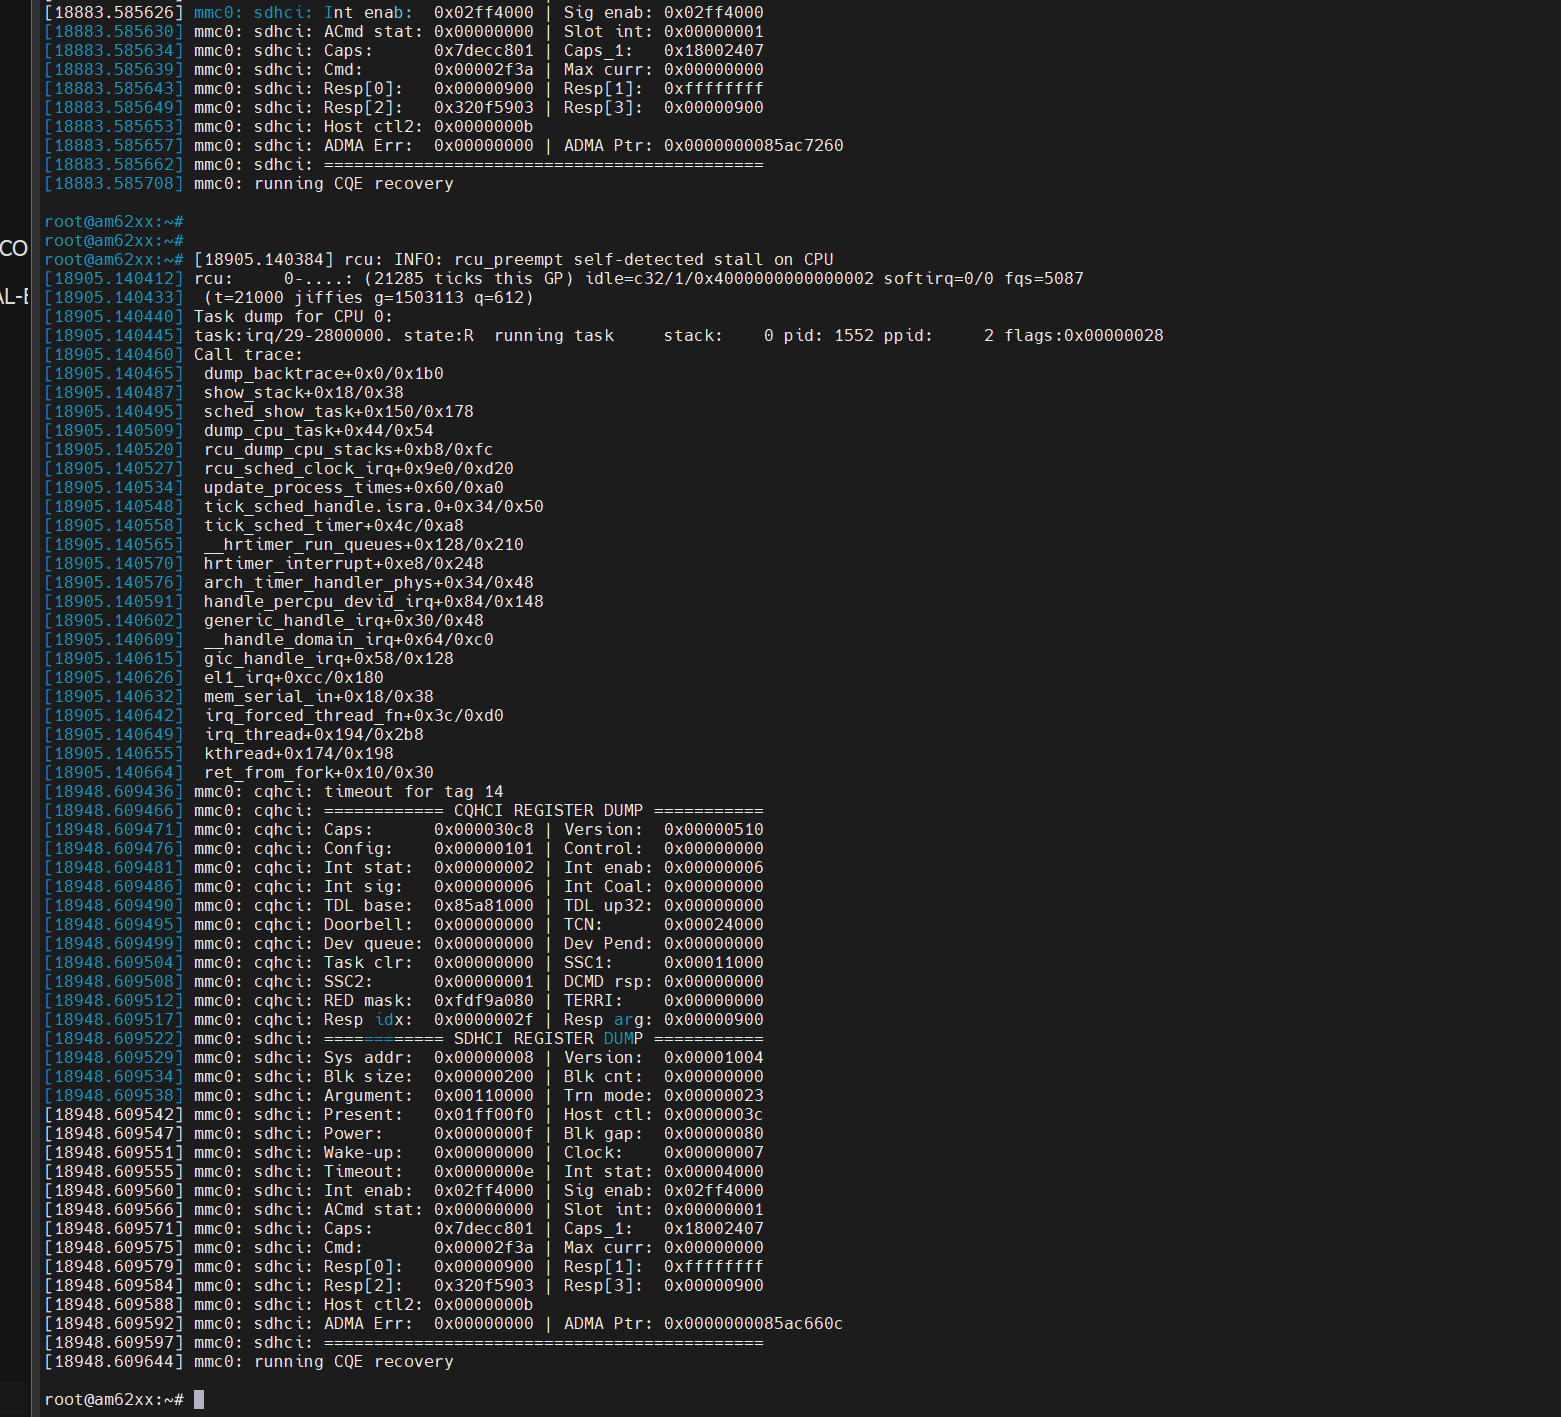 [18883.585626] mmc0: sdhci: Int enab:  0x02ff4000 | Sig enab: 0x02ff4000
[18883.585630] mmc0: sdhci: ACmd stat: 0x00000000 | Slot int: 0x00000001
[18883.585634] mmc0: sdhci: Caps:      0x7decc801 | Caps_1:   0x18002407
[18883.585639] mmc0: sdhci: Cmd:       0x00002f3a | Max curr: 0x00000000
[18883.585643] mmc0: sdhci: Resp[0]:   0x00000900 | Resp[1]:  0xffffffff
[18883.585649] mmc0: sdhci: Resp[2]:   0x320f5903 | Resp[3]:  0x00000900
[18883.585653] mmc0: sdhci: Host ctl2: 0x0000000b
[18883.585657] mmc0: sdhci: ADMA Err:  0x00000000 | ADMA Ptr: 0x0000000085ac7260
[18883.585662] mmc0: sdhci: ============================================
[18883.585708] mmc0: running CQE recovery
root@am62xx:~#
root@am62xx:~#
CO
root@am62xx:~# [18905.140384] rcu: INFO: rcu_preempt self-detected stall on CPU
[18905.140412] rcu:     0-....: (21285 ticks this GP) idle=c32/1/0x4000000000000002 softirq=0/0 fqs=5087
[18905.140433]  (t=21000 jiffies g=1503113 q=612)
[18905.140440] Task dump for CPU 0:
[18905.140445] task:irq/29-2800000. state:R  running task     stack:    0 pid: 1552 ppid:     2 flags:0x00000028
[18905.140460] Call trace:
[18905.140465]  dump_backtrace+0x0/0x1b0
[18905.140487]  show_stack+0x18/0x38
[18905.140495]  sched_show_task+0x150/0x178
[18905.140509]  dump_cpu_task+0x44/0x54
[18905.140520]  rcu_dump_cpu_stacks+0xb8/0xfc
[18905.140527]  rcu_sched_clock_irq+0x9e0/0xd20
[18905.140534]  update_process_times+0x60/0xa0
[18905.140548]  tick_sched_handle.isra.0+0x34/0x50
[18905.140558]  tick_sched_timer+0x4c/0xa8
[18905.140565]  __hrtimer_run_queues+0x128/0x210
[18905.140570]  hrtimer_interrupt+0xe8/0x248
[18905.140576]  arch_timer_handler_phys+0x34/0x48
[18905.140591]  handle_percpu_devid_irq+0x84/0x148
[18905.140602]  generic_handle_irq+0x30/0x48
[18905.140609]  __handle_domain_irq+0x64/0xc0
[18905.140615]  gic_handle_irq+0x58/0x128
[18905.140626]  el1_irq+0xcc/0x180
[18905.140632]  mem_serial_in+0x18/0x38
[18905.140642]  irq_forced_thread_fn+0x3c/0xd0
[18905.140649]  irq_thread+0x194/0x2b8
[18905.140655]  kthread+0x174/0x198
[18905.140664]  ret_from_fork+0x10/0x30
[18948.609436] mmc0: cqhci: timeout for tag 14
[18948.609466] mmc0: cqhci: ============ CQHCI REGISTER DUMP ===========
[18948.609471] mmc0: cqhci: Caps:      0x000030c8 | Version:  0x00000510
[18948.609476] mmc0: cqhci: Config:    0x00000101 | Control:  0x00000000
[18948.609481] mmc0: cqhci: Int stat:  0x00000002 | Int enab: 0x00000006
[18948.609486] mmc0: cqhci: Int sig:   0x00000006 | Int Coal: 0x00000000
[18948.609490] mmc0: cqhci: TDL base:  0x85a81000 | TDL up32: 0x00000000
[18948.609495] mmc0: cqhci: Doorbell:  0x00000000 | TCN:      0x00024000
[18948.609499] mmc0: cqhci: Dev queue: 0x00000000 | Dev Pend: 0x00000000
[18948.609504] mmc0: cqhci: Task clr:  0x00000000 | SSC1:     0x00011000
[18948.609508] mmc0: cqhci: SSC2:      0x00000001 | DCMD rsp: 0x00000000
[18948.609512] mmc0: cqhci: RED mask:  0xfdf9a080 | TERRI:    0x00000000
[18948.609517] mmc0: cqhci: Resp idx:  0x0000002f | Resp arg: 0x00000900
[18948.609522] mmc0: sdhci: ============ SDHCI REGISTER DUMP ===========
[18948.609529] mmc0: sdhci: Sys addr:  0x00000008 | Version:  0x00001004
[18948.609534] mmc0: sdhci: Blk size:  0x00000200 | Blk cnt:  0x00000000
[18948.609538] mmc0: sdhci: Argument:  0x00110000 | Trn mode: 0x00000023
[18948.609542] mmc0: sdhci: Present:   0x01ff00f0 | Host ctl: 0x0000003c
[18948.609547] mmc0: sdhci: Power:     0x0000000f | Blk gap:  0x00000080
[18948.609551] mmc0: sdhci: Wake-up:   0x00000000 | Clock:    0x00000007
[18948.609555] mmc0: sdhci: Timeout:   0x0000000e | Int stat: 0x00004000
[18948.609560] mmc0: sdhci: Int enab:  0x02ff4000 | Sig enab: 0x02ff4000
[18948.609566] mmc0: sdhci: ACmd stat: 0x00000000 | Slot int: 0x00000001
[18948.609571] mmc0: sdhci: Caps:      0x7decc801 | Caps_1:   0x18002407
[18948.609575] mmc0: sdhci: Cmd:       0x00002f3a | Max curr: 0x00000000
[18948.609579] mmc0: sdhci: Resp[0]:   0x00000900 | Resp[1]:  0xffffffff
[18948.609584] mmc0: sdhci: Resp[2]:   0x320f5903 | Resp[3]:  0x00000900
[18948.609588] mmc0: sdhci: Host ctl2: 0x0000000b
[18948.609592] mmc0: sdhci: ADMA Err:  0x00000000 | ADMA Ptr: 0x0000000085ac660c
[18948.609597] mmc0: sdhci: ============================================
[18948.609644] mmc0: running CQE recovery
root@am62xx:~#